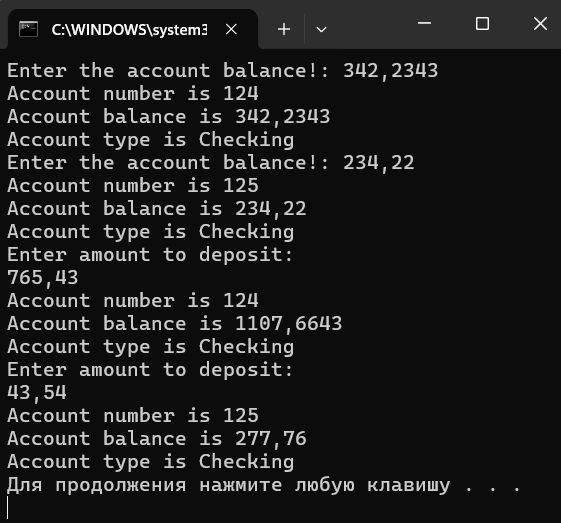 C:\WINDOWS\system3
Enter the account balance!: 342,2343
Account number is 124
Account balance is 342,2343
Account type is Checking
Enter the account balance!: 234,22
Account number is 125
Account balance is 234,22
Account type is Checking
Enter amount to deposit:
765,43
Account number is 124
Account balance is 1107,6643
Account type is Checking
Enter amount to deposit:
43,54
Account number is 125
Account balance is 277,76
Account type is Checking
Для продолжения нажмите любую клавишу . . .